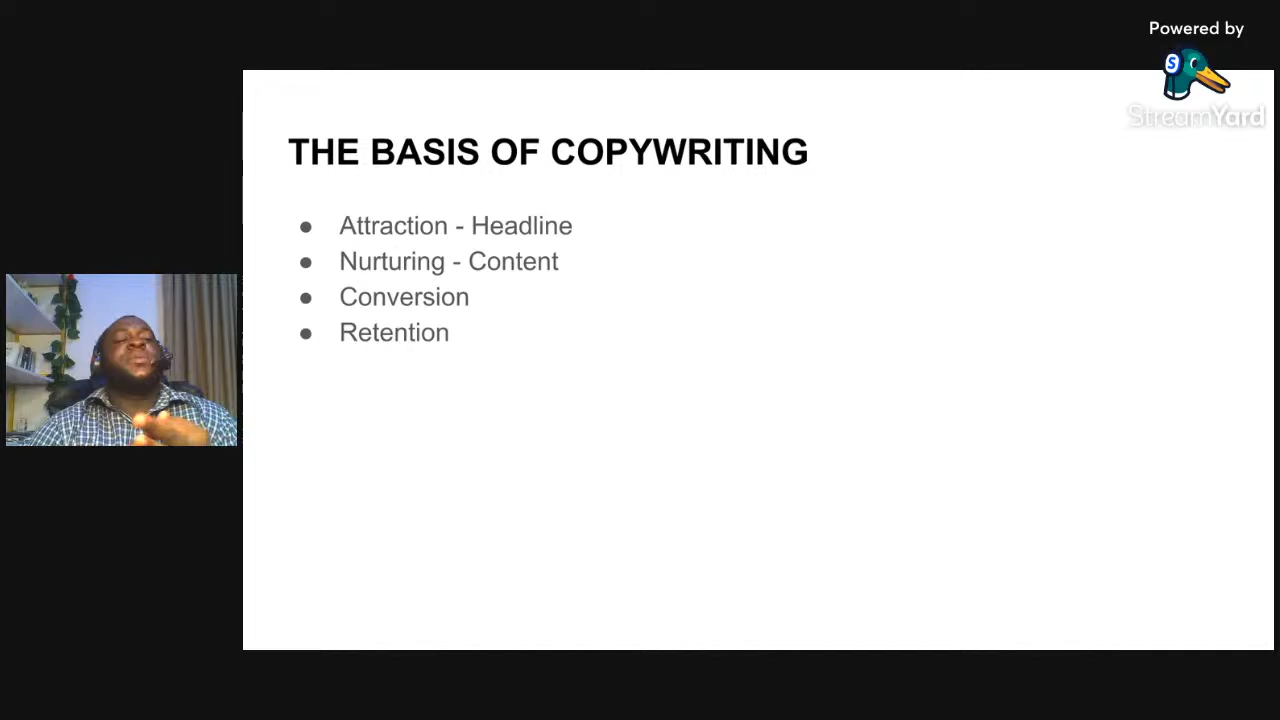 Powered by
S
StreamYard
THE BASIS OF COPYWRITING
● Attraction - Headline
● Nurturing - Content
● Conversion
● Retention